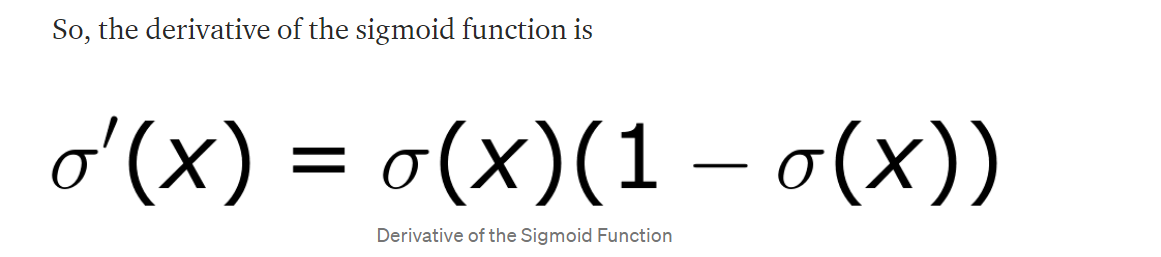 So, the derivative of the sigmoid function is
σ′(x) = σ(x)(1 – σ(x))
Derivative of the Sigmoid Function